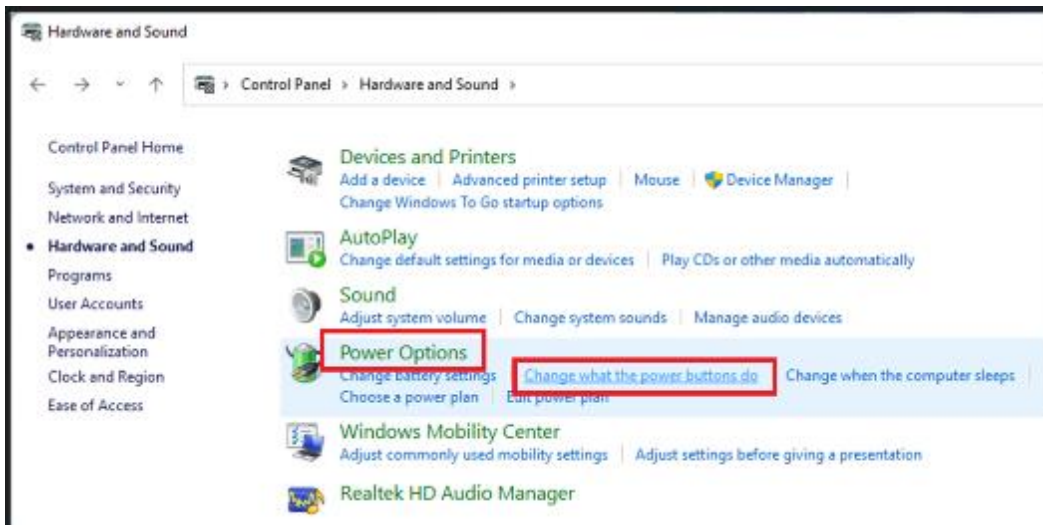 Hardware and Sound
Control Panel > Hardware and Sound >
Control Panel Home
System and Security
Network and Internet
Hardware and Sound
Programs
User Accounts
Appearance and
Personalization
Clock and Region
Ease of Access
Devices and Printers
Add a device | Advanced printer setup | Mouse | Device Manager |
Change Windows To Go startup options
AutoPlay
Change default settings for media or devices | Play CDs or other media automatically
Sound
Adjust system volume | Change system sounds | Manage audio devices
Power Options
Change battery settings | Change what the power buttons do | Change when the computer sleeps |
Choose a power plan | Edit power plan
Windows Mobility Center
Adjust commonly used mobility settings | Adjust settings before giving a presentation
Realtek HD Audio Manager